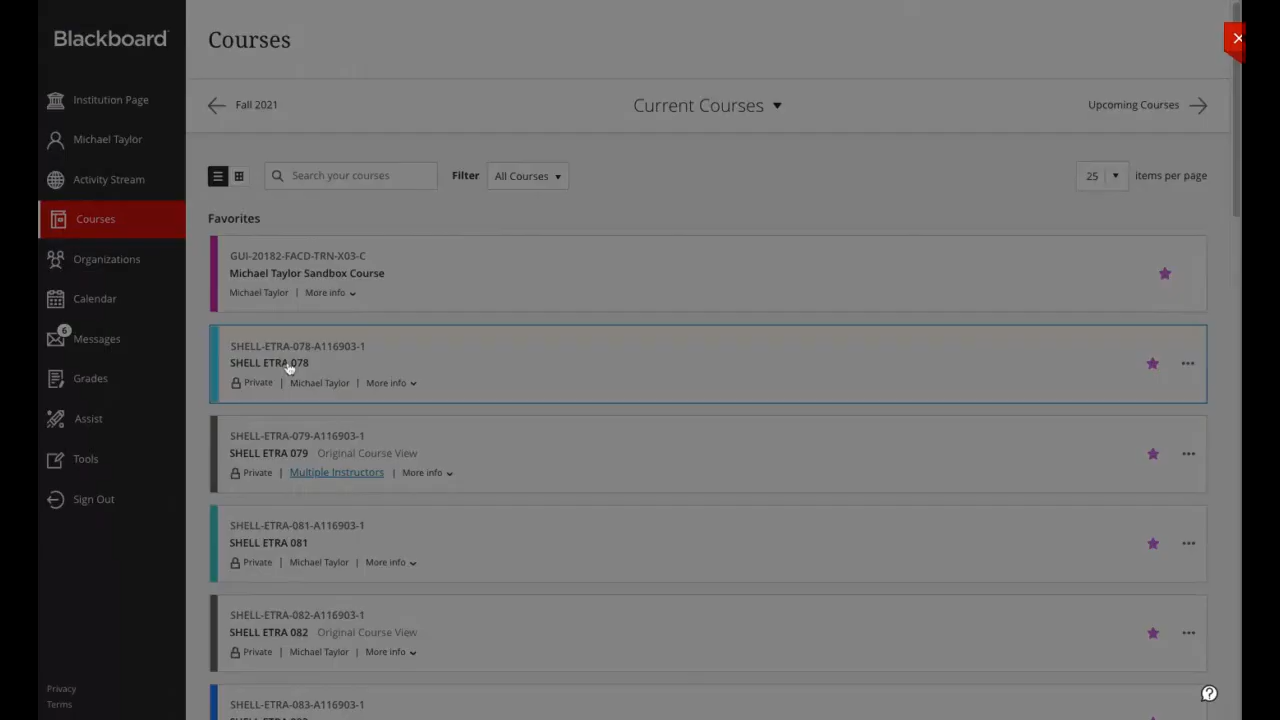 Blackboard
Institution Page
Michael Taylor
Activity Stream
Courses
Organizations
Calendar
6
Messages
Grades
Assist
Tools
Sign Out
Privacy
Terms
Courses
Fall 2021
Current Courses
Upcoming Courses
Search your courses
Filter
All Courses
25
items per page
Favorites
GUI-20182-FACD-TRN-X03-C
Michael Taylor Sandbox Course
Michael Taylor | More info
SHELL-ETRA-078-A116903-1
SHELL ETRA 078
Private | Michael Taylor | More info
SHELL-ETRA-079-A116903-1
SHELL ETRA 079 Original Course View
Private | Multiple Instructors | More info
SHELL-ETRA-081-A116903-1
SHELL ETRA 081
Private | Michael Taylor | More info
SHELL-ETRA-082-A116903-1
SHELL ETRA 082 Original Course View
Private | Michael Taylor | More info
SHELL-ETRA-083-A116903-1